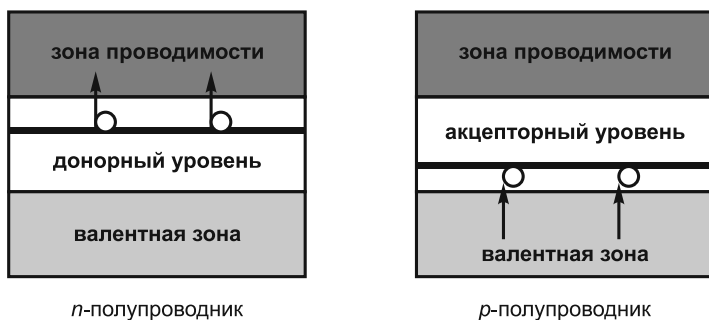 зона проводимости
донорный уровень
валентная зона
n-полупроводник
зона проводимости
акцепторный уровень
валентная зона
p-полупроводник